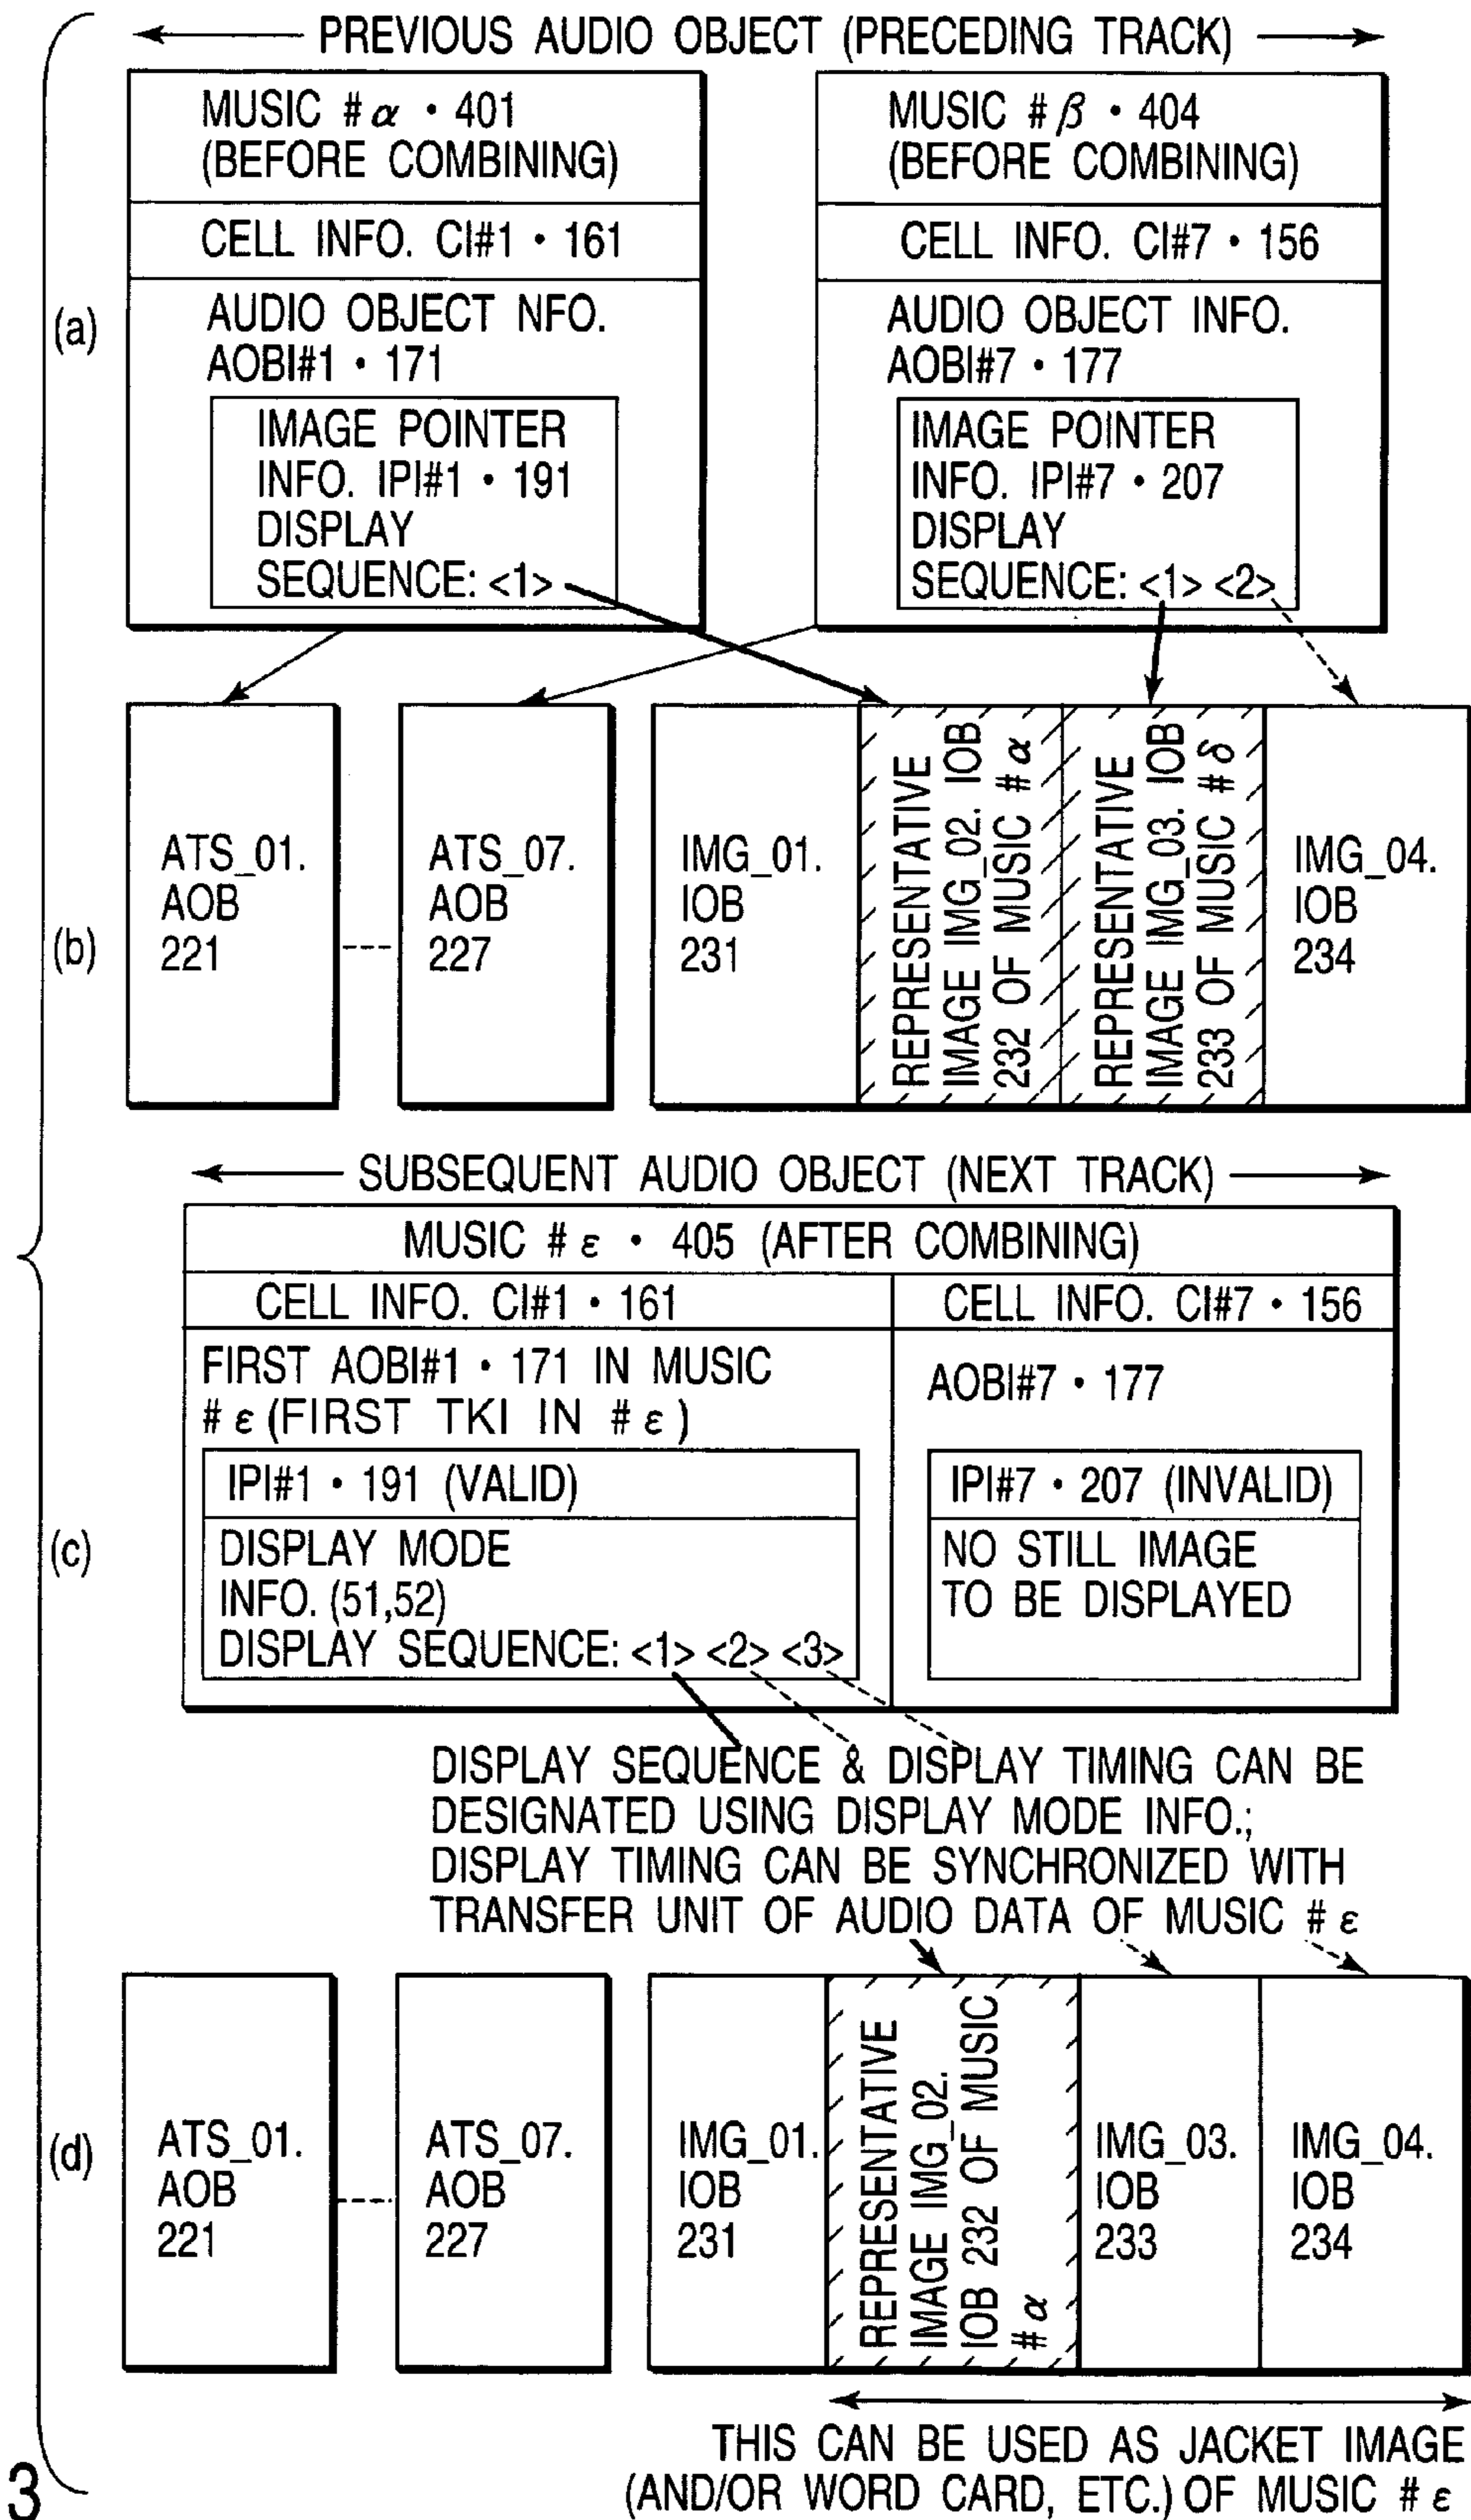 PREVIOUS AUDIO OBJECT (PRECEDING TRACK)
MUSIC #α • 401
(BEFORE COMBINING)
CELL INFO. CI#1 • 161
AUDIO OBJECT NFO.
AOBI#1 • 171
IMAGE POINTER
INFO. IPI#1 • 191
DISPLAY
SEQUENCE: <1>
MUSIC #β • 404
(BEFORE COMBINING)
CELL INFO. CI#7 • 156
AUDIO OBJECT INFO.
AOBI#7 • 177
IMAGE POINTER
INFO. IPI#7 • 207
DISPLAY
SEQUENCE: <1> <2>
(a)
ATS_01.
AOB
221
ATS_07.
AOB
227
IMG_01.
IOB
231
REPRESENTATIVE
IMAGE IMG_02. IOB
232 OF MUSIC #α
REPRESENTATIVE
IMAGE IMG_03. IOB
233 OF MUSIC #δ
IMG_04.
IOB
234
(b)
SUBSEQUENT AUDIO OBJECT (NEXT TRACK)
MUSIC #ε • 405 (AFTER COMBINING)
CELL INFO. CI#1 • 161
CELL INFO. CI#7 • 156
FIRST AOBI#1 • 171 IN MUSIC
#ε (FIRST TKI IN #ε)
IPI#1 • 191 (VALID)
DISPLAY MODE
INFO. (51,52)
DISPLAY SEQUENCE: <1> <2> <3>
AOBI#7 • 177
IPI#7 • 207 (INVALID)
NO STILL IMAGE
TO BE DISPLAYED
(c)
DISPLAY SEQUENCE & DISPLAY TIMING CAN BE
DESIGNATED USING DISPLAY MODE INFO.;
DISPLAY TIMING CAN BE SYNCHRONIZED WITH
TRANSFER UNIT OF AUDIO DATA OF MUSIC #ε
ATS_01.
AOB
221
ATS_07.
AOB
227
IMG_01.
IOB
231
REPRESENTATIVE
IMAGE IMG_02.
IOB 232 OF MUSIC
#α
IMG_03.
IOB
233
IMG_04.
IOB
234
(d)
THIS CAN BE USED AS JACKET IMAGE
(AND/OR WORD CARD, ETC.) OF MUSIC #ε
3